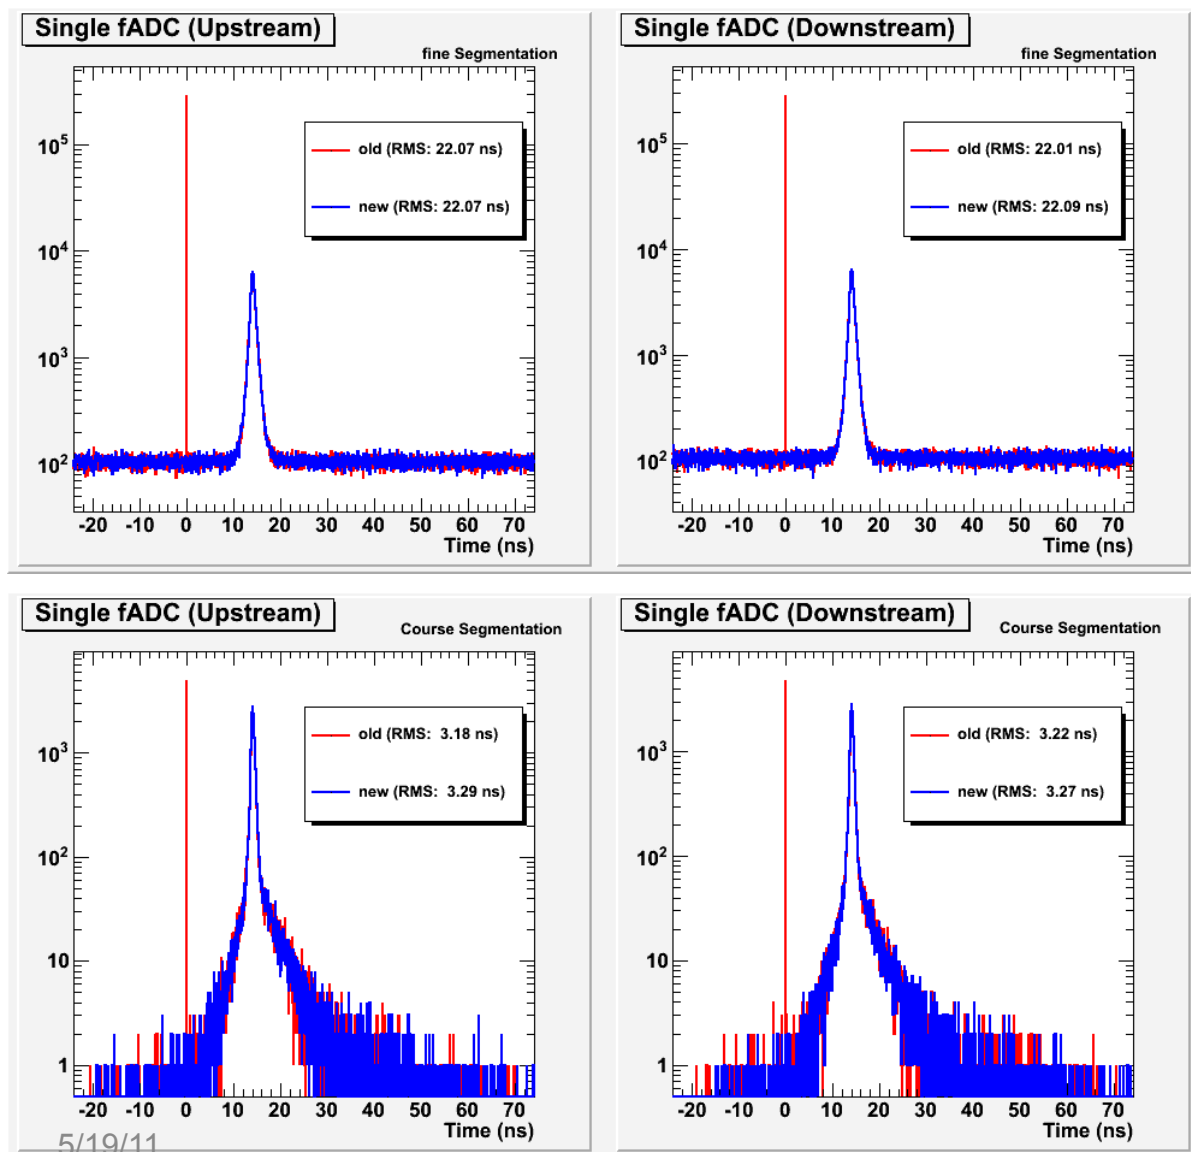 Single fADC (Upstream)
fine Segmentation
10^5
10^4
10^3
10^2
old (RMS: 22.07 ns)
new (RMS: 22.07 ns)
-20 -10 0 10 20 30 40 50 60 70
Time (ns)
Single fADC (Downstream)
fine Segmentation
10^5
10^4
10^3
10^2
old (RMS: 22.01 ns)
new (RMS: 22.09 ns)
-20 -10 0 10 20 30 40 50 60 70
Time (ns)
Single fADC (Upstream)
Course Segmentation
10^3
10^2
10
1
old (RMS: 3.18 ns)
new (RMS: 3.29 ns)
-20 -10 0 10 20 30 40 50 60 70
Time (ns)
5/19/11
Single fADC (Downstream)
Course Segmentation
10^3
10^2
10
1
old (RMS: 3.22 ns)
new (RMS: 3.27 ns)
-20 -10 0 10 20 30 40 50 60 70
Time (ns)